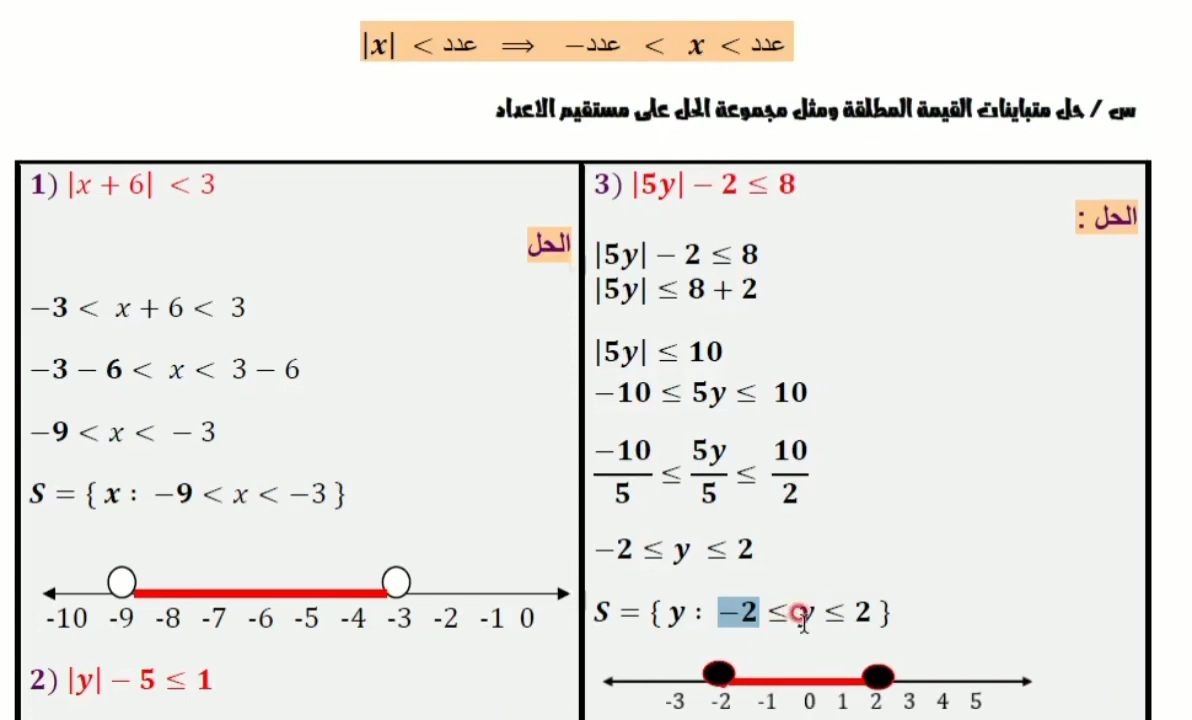 |x| < عدد ⟹ −عدد < x < عدد
س / حل متباينات القيمة المطلقة ومثل مجموعة الحل على مستقيم الاعداد
1) |x + 6| < 3
الحل
−3 < x + 6 < 3
−3 − 6 < x < 3 − 6
−9 < x < −3
S = { x : −9 < x < −3 }
-10 -9 -8 -7 -6 -5 -4 -3 -2 -1 0
2) |y| − 5 ≤ 1
3) |5y| − 2 ≤ 8
الحل :
|5y| − 2 ≤ 8
|5y| ≤ 8 + 2
|5y| ≤ 10
−10 ≤ 5y ≤ 10
−10/5 ≤ 5y/5 ≤ 10/2
−2 ≤ y ≤ 2
S = { y : −2 ≤ y ≤ 2 }
-3 -2 -1 0 1 2 3 4 5